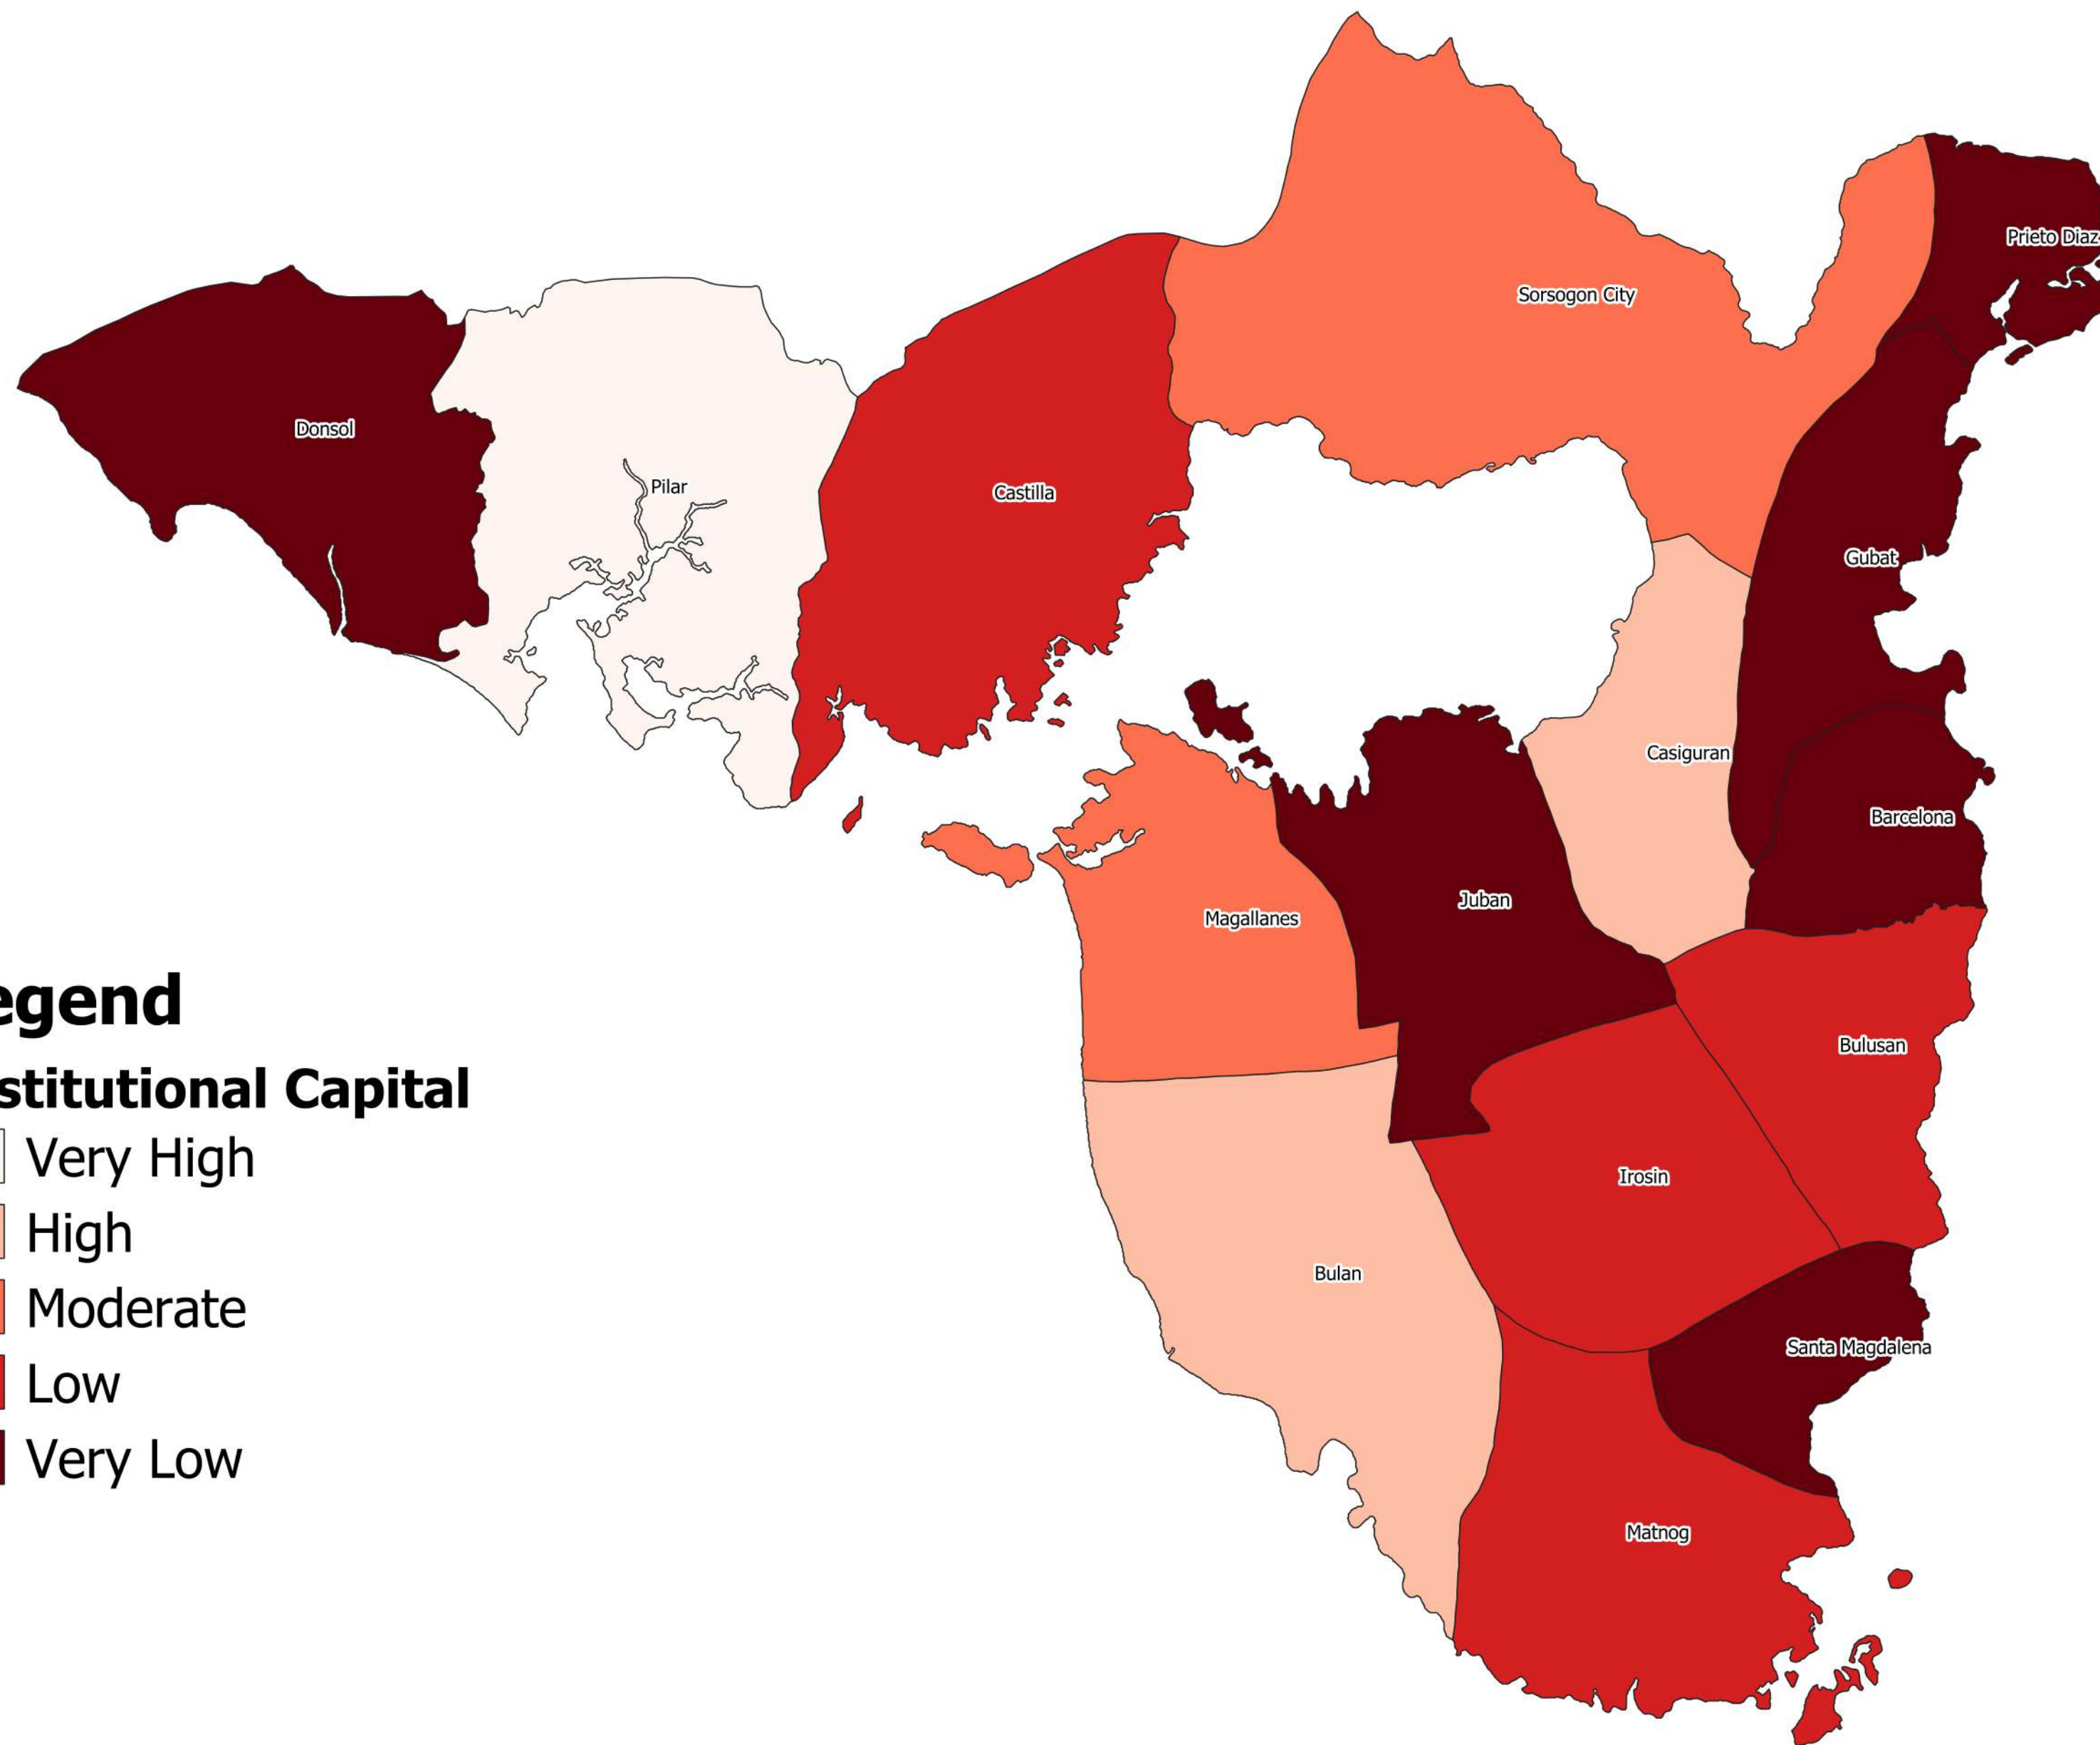 Prieto Diaz
Sorsogon City
Donsol
Pilar
Castilla
Gubat
Casiguran
Barcelona
Juban
Magallanes
egend
Bulusan
stitutional Capital
Very High
Irosin
High
Bulan
Moderate
Santa Magdalena
Low
Very Low
Matnog